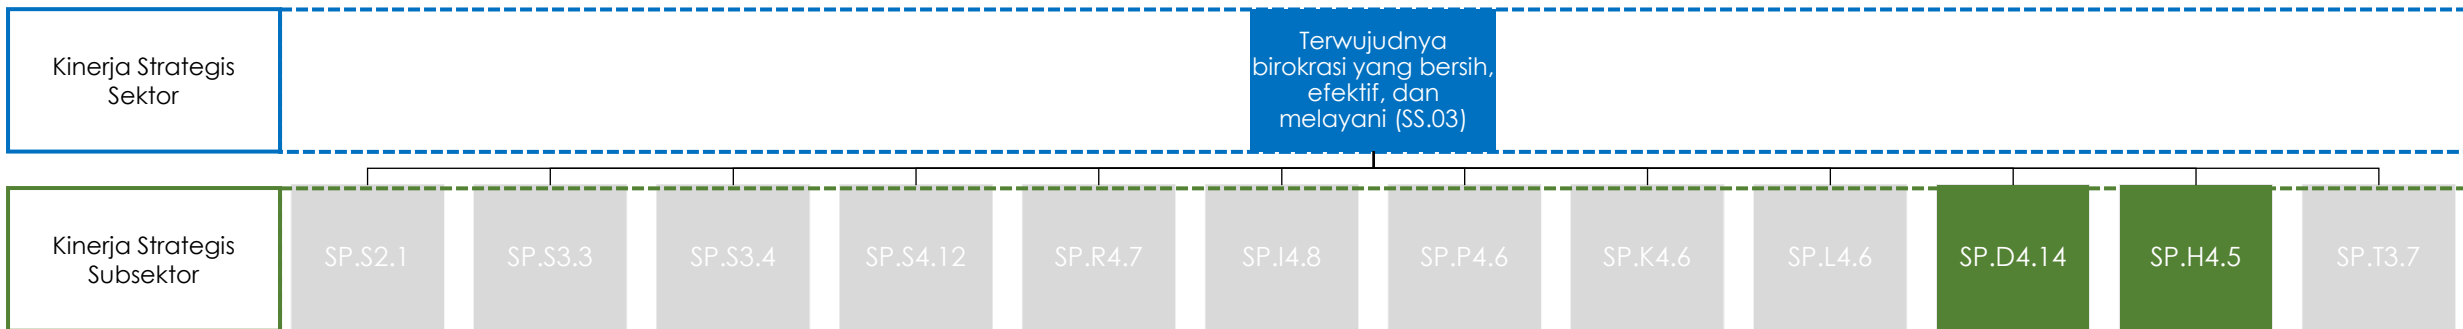 Kinerja Strategis
Sektor
Terwujudnya
birokrasi yang bersih,
efektif, dan
melayani (SS.03)
Kinerja Strategis
Subsektor
SP.S2.1
SP.S3.3
SP.S3.4
SP.S4.12
SP.R4.7
SP.I4.8
SP.P4.6
SP.K4.6
SP.L4.6
SP.D4.14
SP.H4.5
SP.T3.7